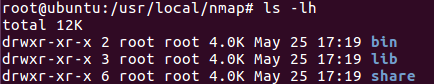 root@ubuntu:/usr/local/nmap# ls -lh
total 12K
drwxr-xr-x 2 root root 4.0K May 25 17:19 bin
drwxr-xr-x 3 root root 4.0K May 25 17:19 lib
drwxr-xr-x 6 root root 4.0K May 25 17:19 share